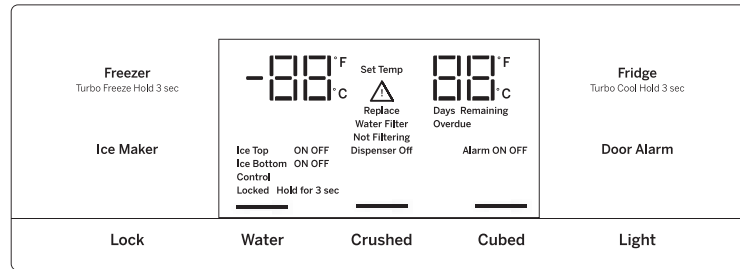 Freezer
Turbo Freeze Hold 3 sec
Ice Maker
-88 °F
°C
Set Temp
88 °F
°C
Replace
Water Filter
Not Filtering
Dispenser Off
Days Remaining
Overdue
Ice Top ON OFF
Ice Bottom ON OFF
Control
Locked Hold for 3 sec
Alarm ON OFF
Fridge
Turbo Cool Hold 3 sec
Door Alarm
Lock Water Crushed Cubed Light